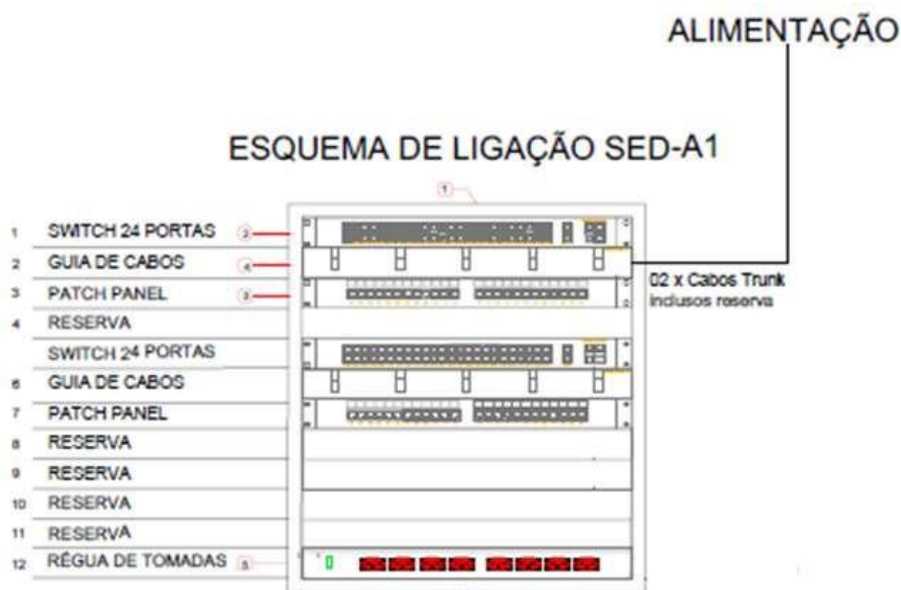 ALIMENTAÇÃO
ESQUEMA DE LIGAÇÃO SED-A1
1
1 SWITCH 24 PORTAS 2
2 GUIA DE CABOS 4
02 x Cabos Trunk
inclusos reserva
3 PATCH PANEL 3
4 RESERVA
SWITCH 24 PORTAS
6 GUIA DE CABOS
7 PATCH PANEL
8 RESERVA
9 RESERVA
10 RESERVA
11 RESERVA
12 RÉGUA DE TOMADAS 5